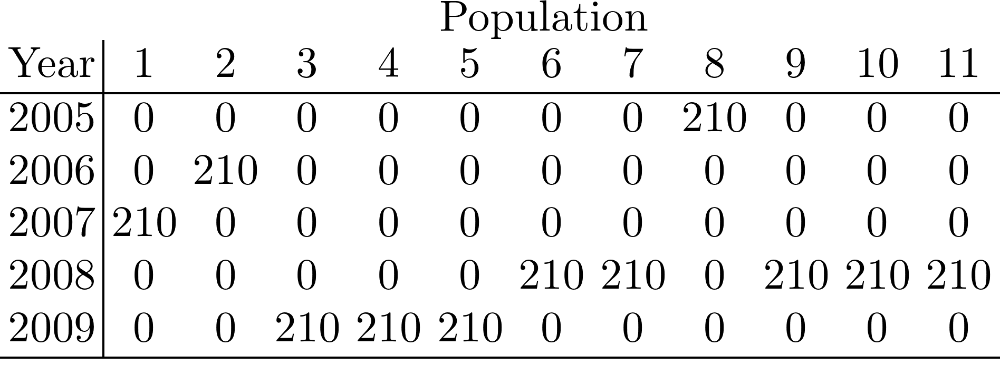 Population
Year 1 2 3 4 5 6 7 8 9 10 11
2005 0 0 0 0 0 0 0 210 0 0 0
2006 0 210 0 0 0 0 0 0 0 0 0
2007 210 0 0 0 0 0 0 0 0 0 0
2008 0 0 0 0 0 210 210 0 210 210 210
2009 0 0 210 210 210 0 0 0 0 0 0